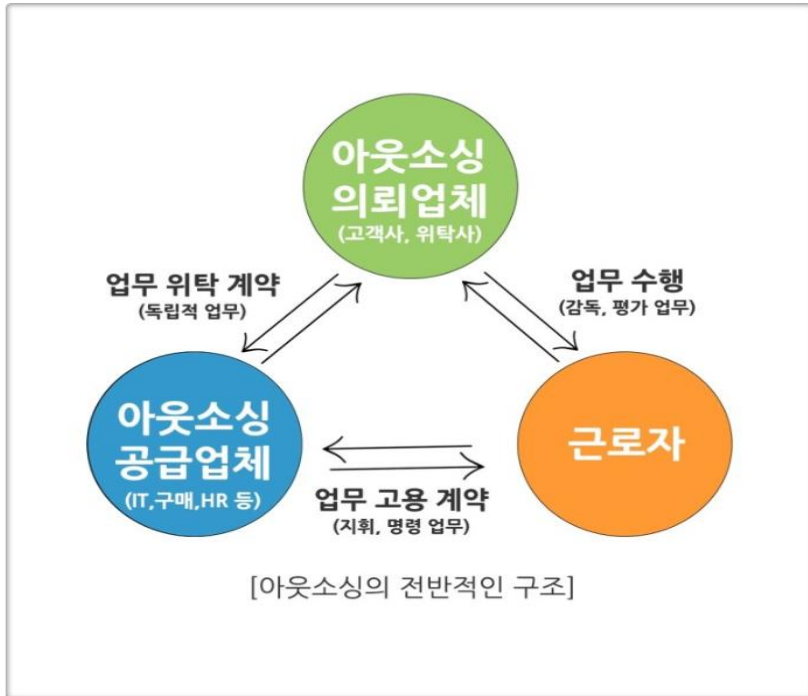 아웃소싱
의뢰업체
(고객사, 위탁사)
업무 위탁 계약
(독립적 업무)
업무 수행
(감독, 평가 업무)
아웃소싱
공급업체
(IT,구매,HR 등)
근로자
업무 고용 계약
(지휘, 명령 업무)
[아웃소싱의 전반적인 구조]